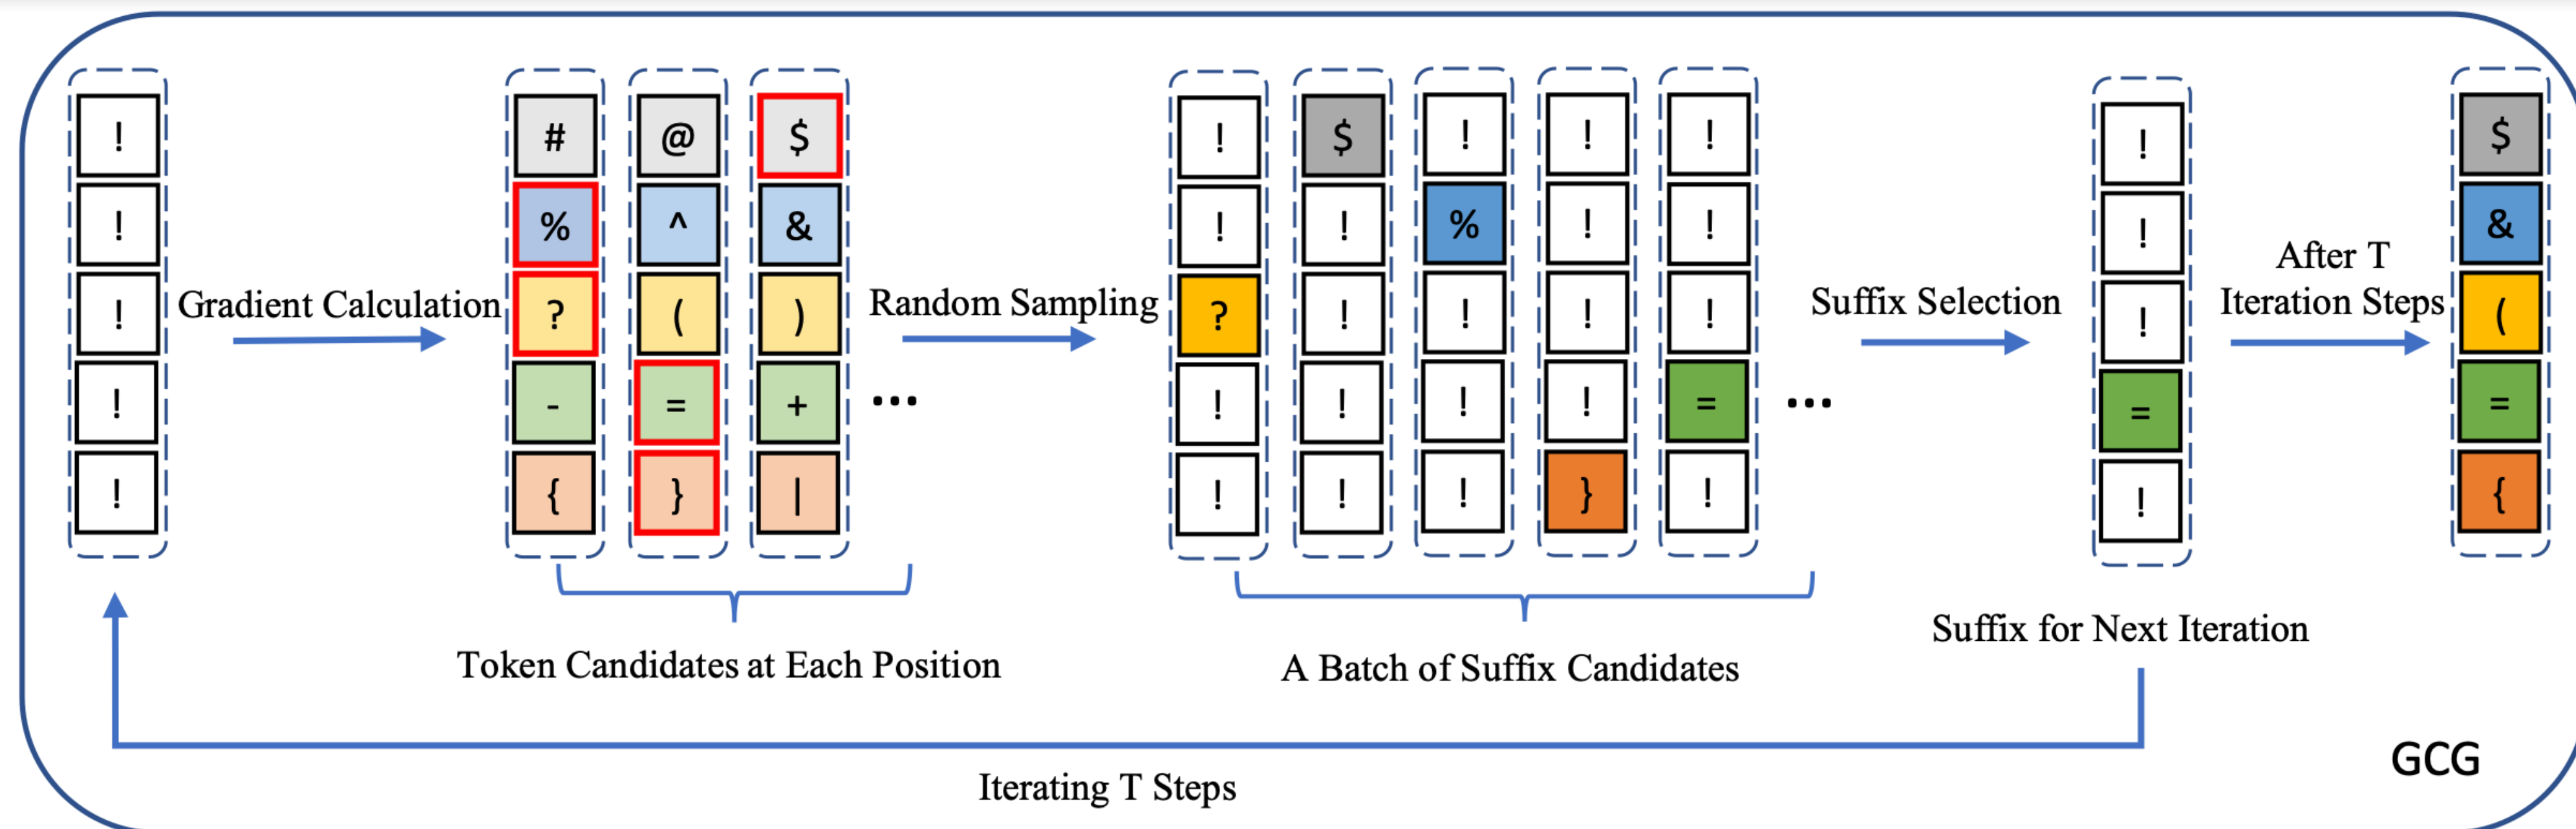 ! # @ $ ! $ ! ! ! ! $
! % ^ & ! ! % ! ! ! &
! ? ( ) ? ! ! ! ! ! (
! - = + ... ! ! ! ! = ... = =
! { } | ! ! ! } ! ! {
Gradient Calculation
Random Sampling
Suffix Selection
After T
Iteration Steps
Token Candidates at Each Position
A Batch of Suffix Candidates
Suffix for Next Iteration
Iterating T Steps
GCG